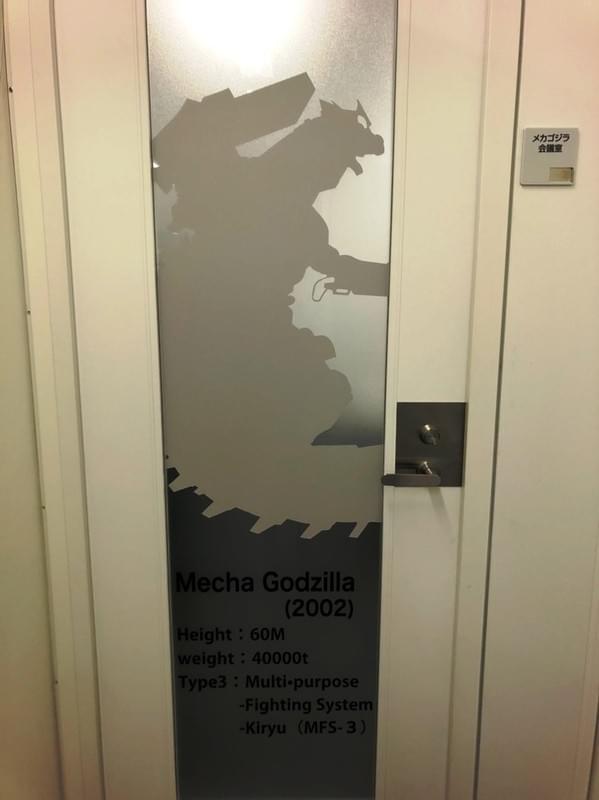 メカゴジラ
会議室
Mecha Godzilla
(2002)
Height：60M
weight：40000t
Type3：Multi•purpose
-Fighting System
-Kiryu（MFS-３）